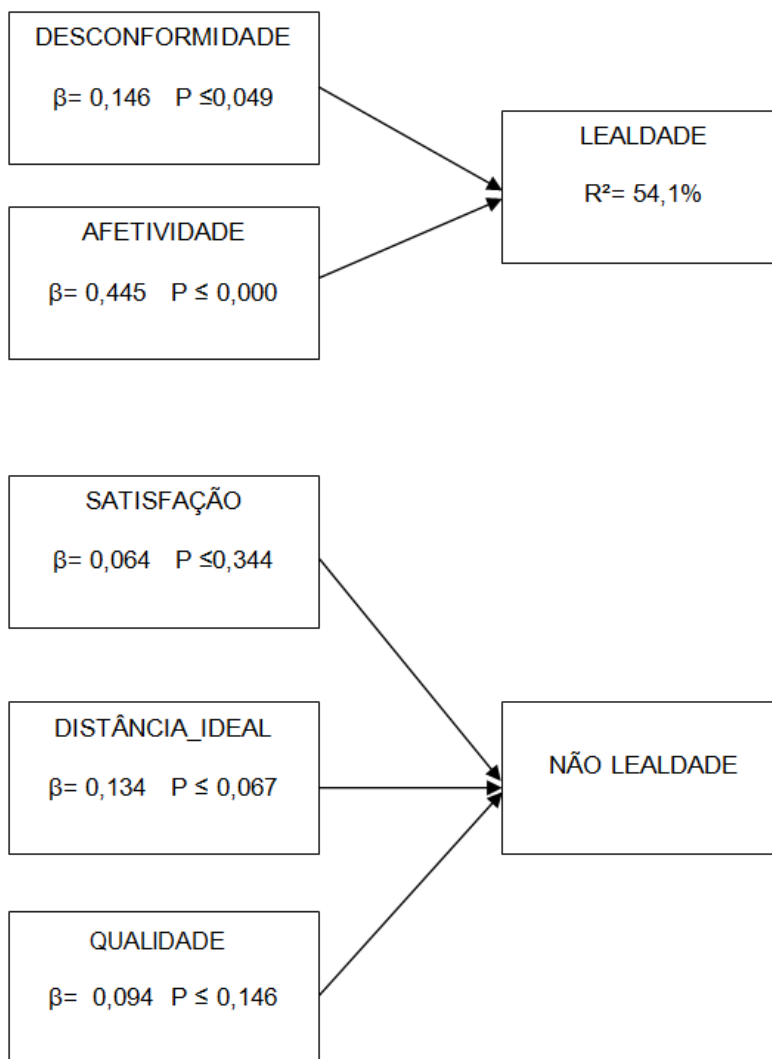 DESCONFORMIDADE
β= 0,146 P ≤0,049
LEALDADE
R²= 54,1%
AFETIVIDADE
β= 0,445 P ≤ 0,000
SATISFAÇÃO
β= 0,064 P ≤0,344
DISTÂNCIA_IDEAL
β= 0,134 P ≤ 0,067
NÃO LEALDADE
QUALIDADE
β= 0,094 P ≤ 0,146